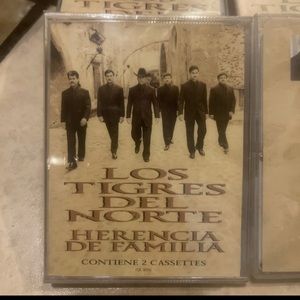 LOS
TIGRES
DEL
NORTE
HERENCIA
DE FAMILIA
CONTIENE 2 CASSETTES